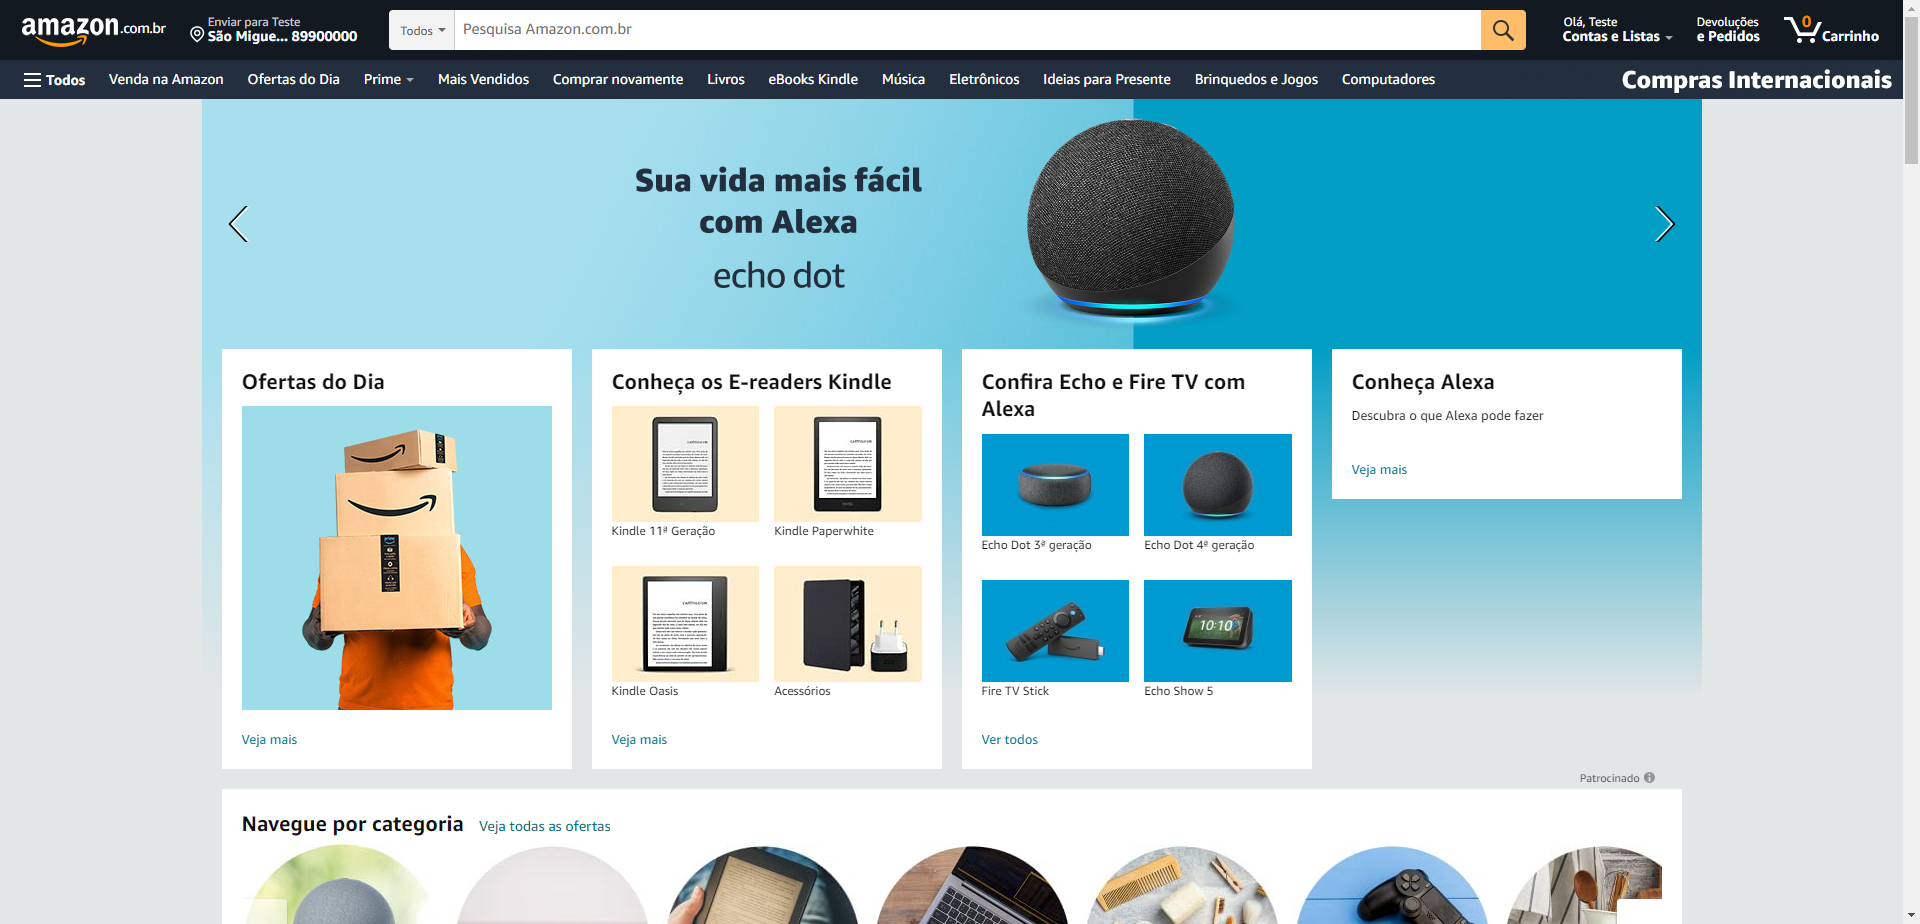 amazon.com.br
Enviar para Teste
São Migue... 89900000
Todos
Pesquisa Amazon.com.br
Olá, Teste
Contas e Listas
Devoluções
e Pedidos
0
Carrinho
Todos
Venda na Amazon
Ofertas do Dia
Prime
Mais Vendidos
Comprar novamente
Livros
eBooks Kindle
Música
Eletrônicos
Ideias para Presente
Brinquedos e Jogos
Computadores
Compras Internacionais
Sua vida mais fácil
com Alexa
echo dot
Ofertas do Dia
Veja mais
Conheça os E-readers Kindle
Kindle 11ª Geração
Kindle Paperwhite
Kindle Oasis
Acessórios
Veja mais
Confira Echo e Fire TV com
Alexa
Echo Dot 3ª geração
Echo Dot 4ª geração
Fire TV Stick
10:10
Echo Show 5
Ver todos
Conheça Alexa
Descubra o que Alexa pode fazer
Veja mais
Patrocinado
Navegue por categoria
Veja todas as ofertas